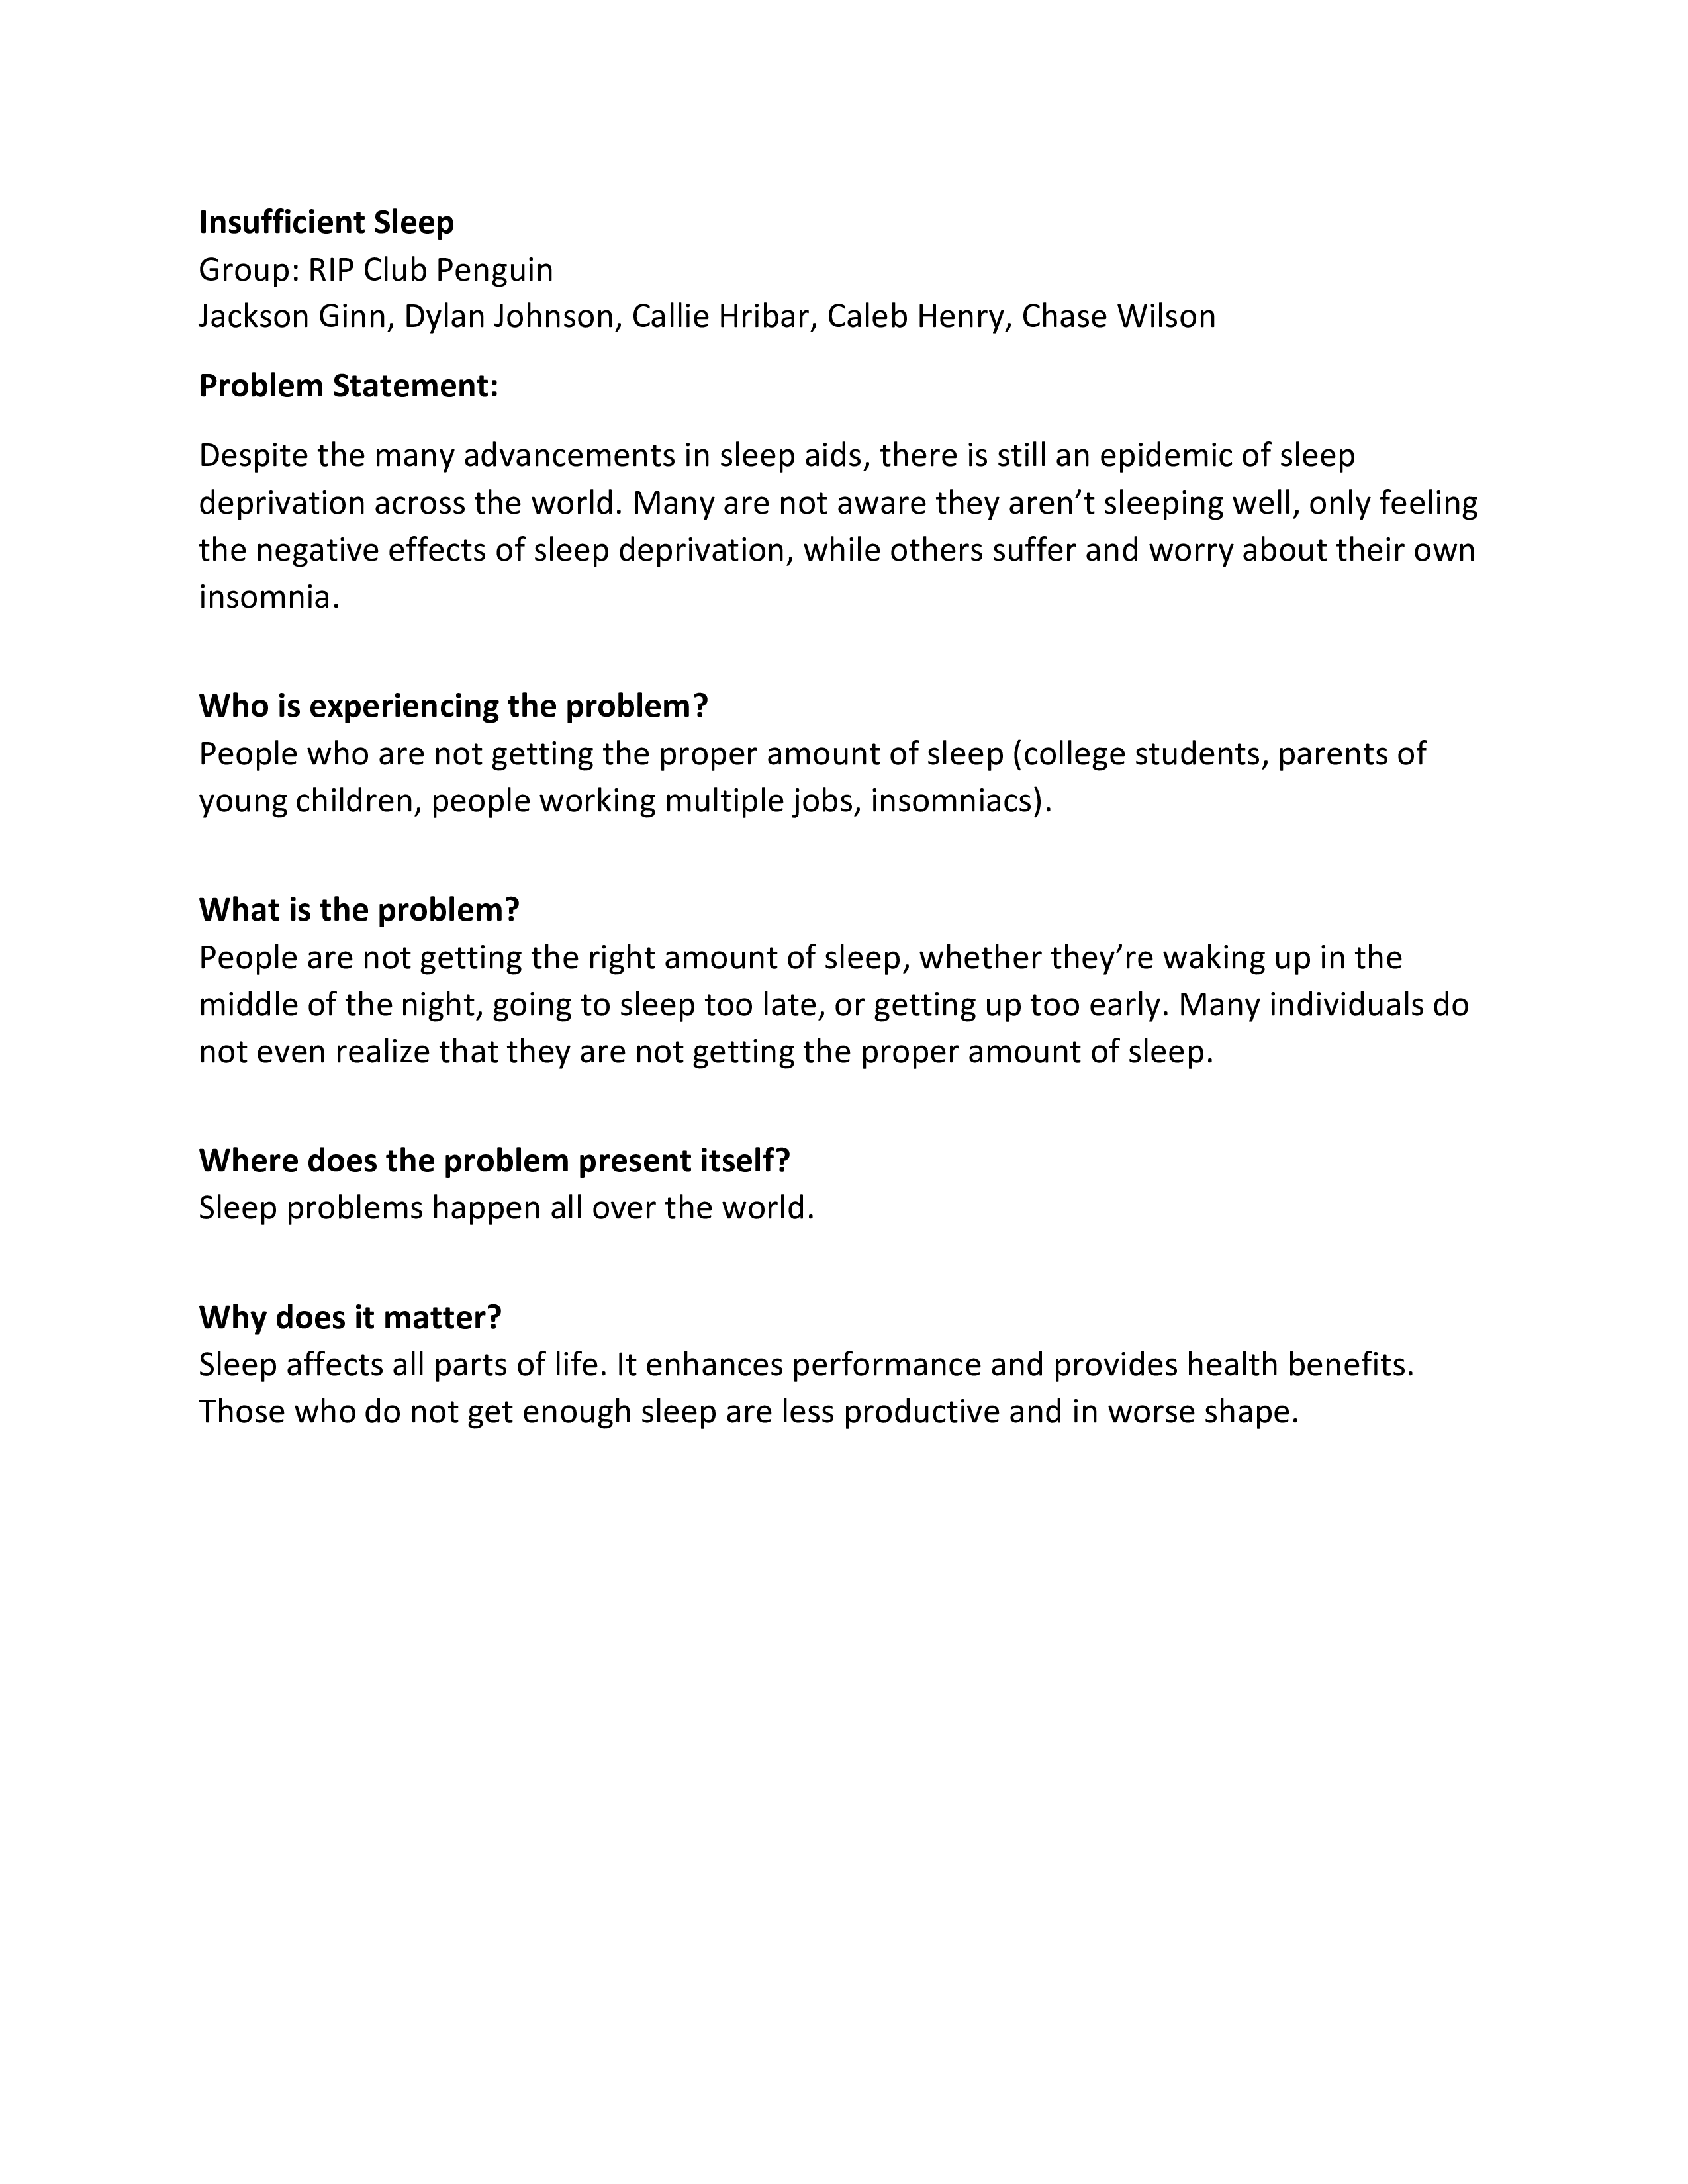 Insufficient Sleep
Group: RIP Club Penguin
Jackson Ginn, Dylan Johnson, Callie Hribar, Caleb Henry, Chase Wilson
Problem Statement:
Despite the many advancements in sleep aids, there is still an epidemic of sleep
deprivation across the world. Many are not aware they aren’t sleeping well, only feeling
the negative effects of sleep deprivation, while others suffer and worry about their own
insomnia.
Who is experiencing the problem?
People who are not getting the proper amount of sleep (college students, parents of
young children, people working multiple jobs, insomniacs).
What is the problem?
People are not getting the right amount of sleep, whether they’re waking up in the
middle of the night, going to sleep too late, or getting up too early. Many individuals do
not even realize that they are not getting the proper amount of sleep.
Where does the problem present itself?
Sleep problems happen all over the world.
Why does it matter?
Sleep affects all parts of life. It enhances performance and provides health benefits.
Those who do not get enough sleep are less productive and in worse shape.